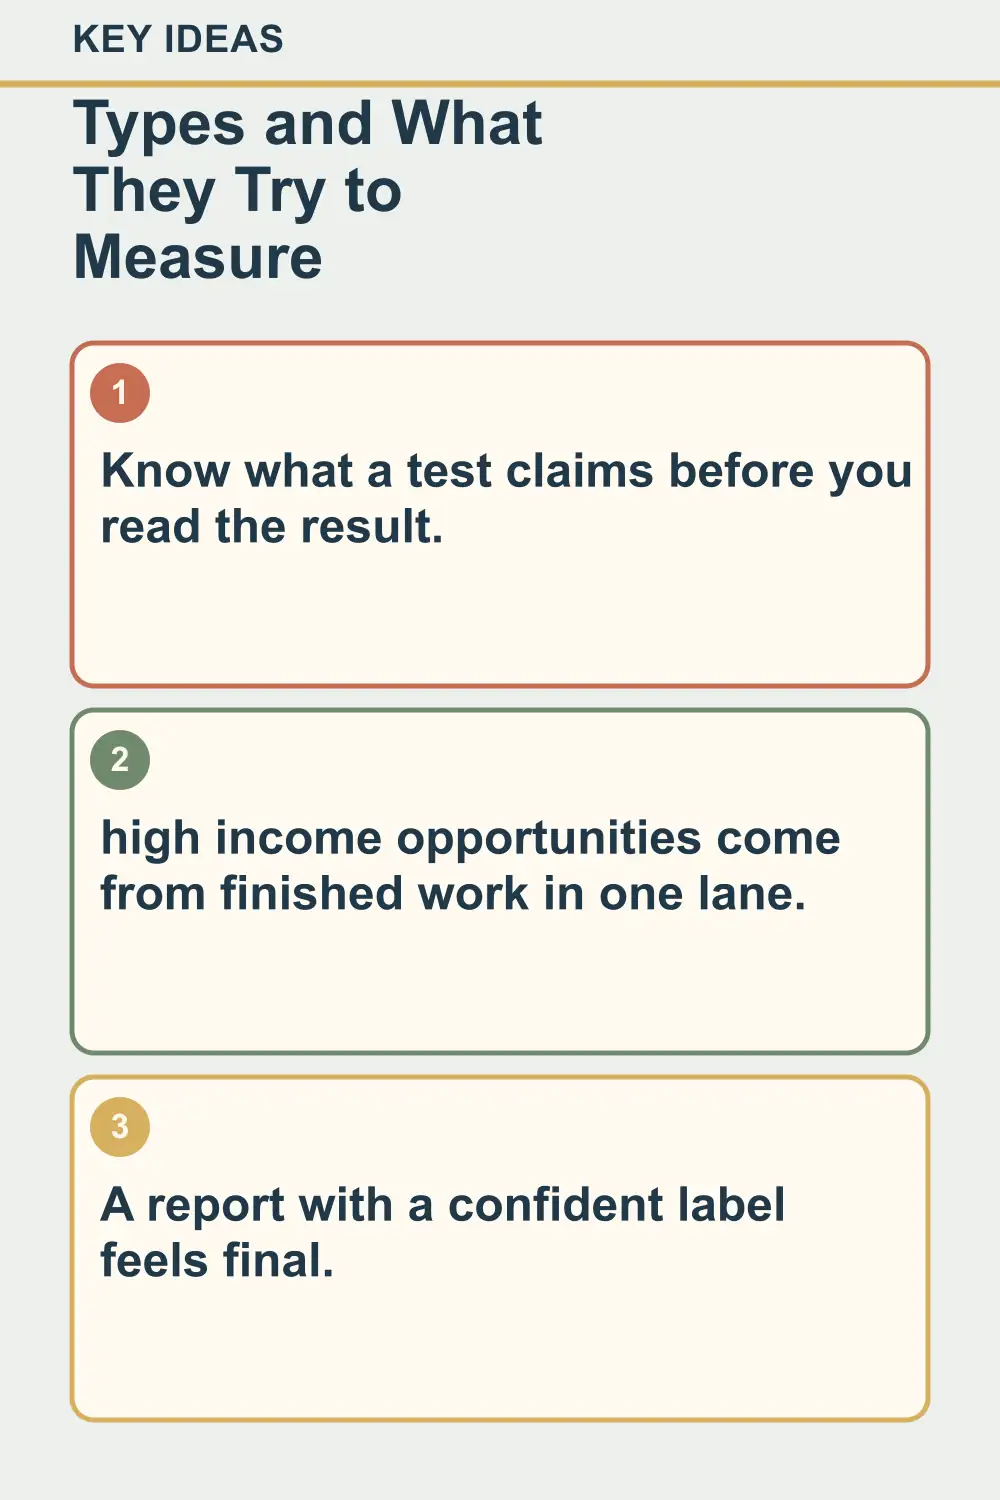 KEY IDEAS
Types and What
They Try to
Measure
1
Know what a test claims before you
read the result.
2
high income opportunities come
from finished work in one lane.
3
A report with a confident label
feels final.